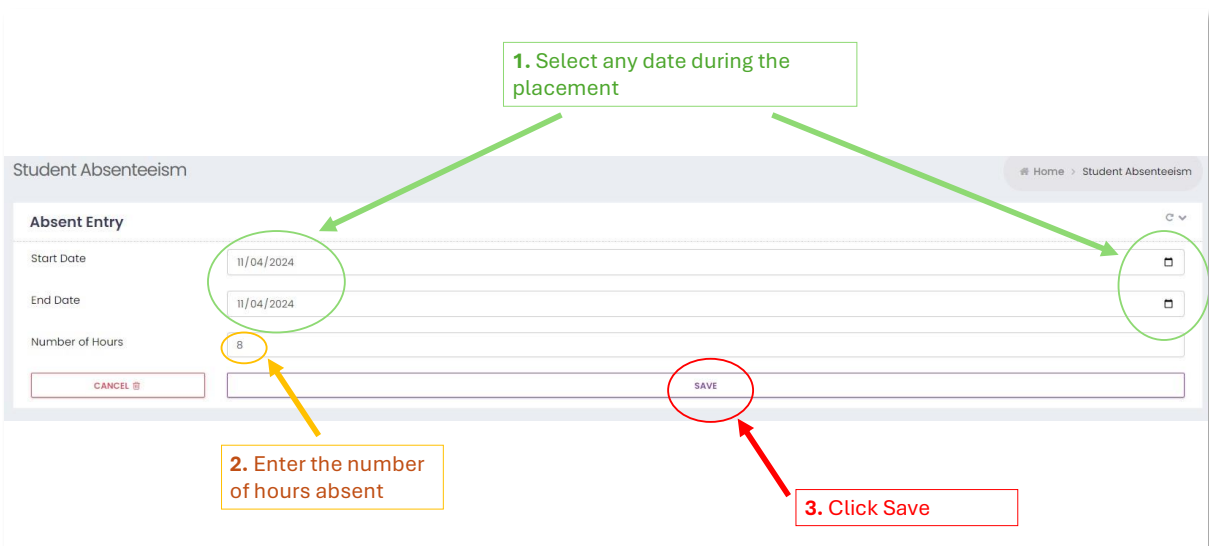 1. Select any date during the
placement
Student Absenteeism
Home > Student Absenteeism
Absent Entry
Start Date
11/04/2024
End Date
11/04/2024
Number of Hours
8
CANCEL
SAVE
2. Enter the number
of hours absent
3. Click Save